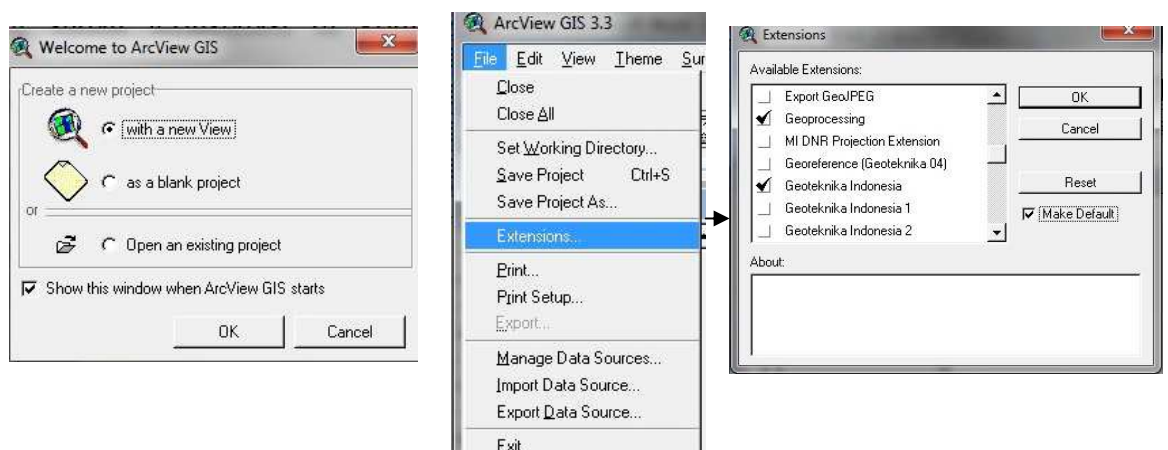 Welcome to ArcView GIS
Create a new project
with a new View
as a blank project
or
Open an existing project
Show this window when ArcView GIS starts
OK Cancel
ArcView GIS 3.3
File Edit View Theme Sur
Close
Close All
Set Working Directory...
Save Project Ctrl+S
Save Project As...
Extensions...
Print...
Print Setup...
Export...
Manage Data Sources...
Import Data Source...
Export Data Source...
Exit
Extensions
Available Extensions:
Export GeoJPEG
Geoprocessing
MI DNR Projection Extension
Georeference (Geoteknika 04)
Geoteknika Indonesia
Geoteknika Indonesia 1
Geoteknika Indonesia 2
OK
Cancel
Reset
Make Default
About: